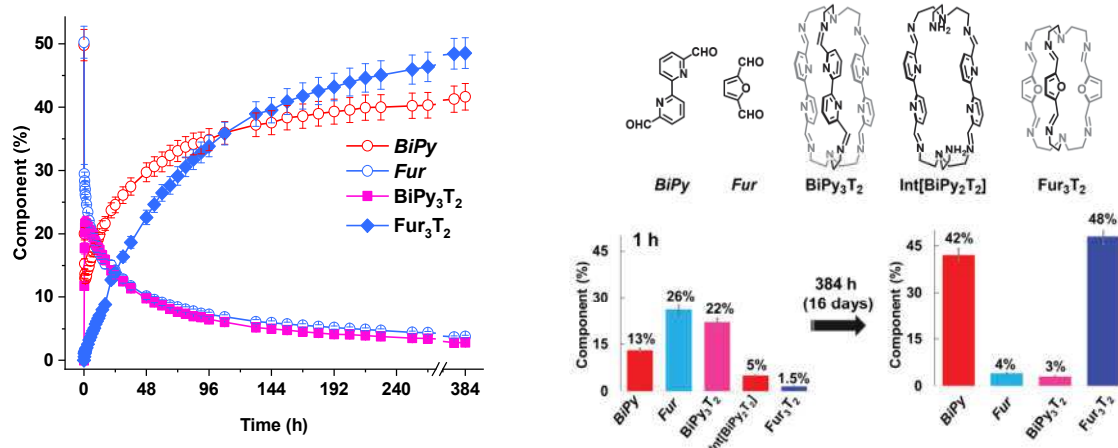 Component (%)
50
40
30
20
10
0
BiPy
Fur
BiPy₃T₂
Fur₃T₂
0 48 96 144 192 240 384
Time (h)
CHO
N
N
OHC
CHO
O
CHO
N N N
N N N
N N
N N
N N N
N N N
NH₂
N N
N
N
N
N
N NH₂ N
N N N
O O O
N N N
BiPy Fur BiPy₃T₂ Int[BiPy₂T₂] Fur₃T₂
Component (%)
45
30
15
0
1 h
13%
26%
22%
5%
1.5%
BiPy
Fur
BiPy₃T₂
Int[BiPy₂T₂]
Fur₃T₂
384 h
(16 days)
Component (%)
45
30
15
0
42%
4%
3%
48%
BiPy
Fur
BiPy₃T₂
Fur₃T₂